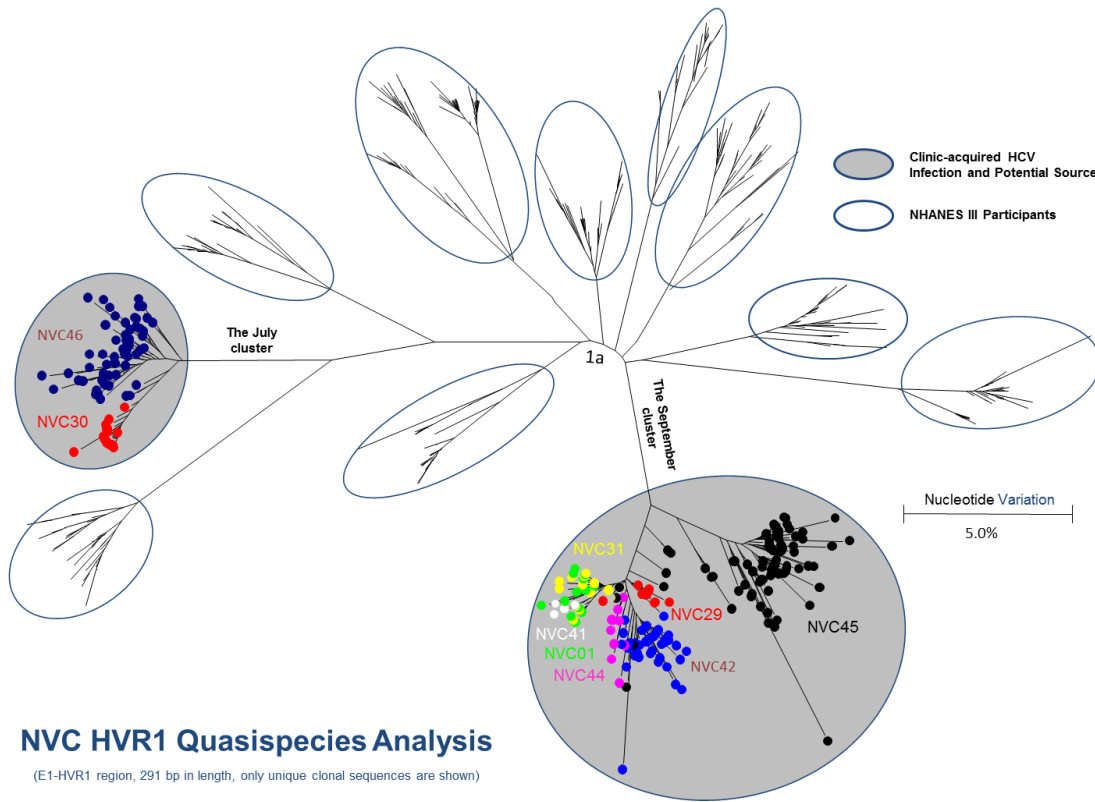 Clinic-acquired HCV
Infection and Potential Source
NHANES III Participants
NVC46
The July
cluster
NVC30
1a
The September
cluster
Nucleotide Variation
5.0%
NVC31
NVC29
NVC41
NVC01
NVC44
NVC42
NVC45
NVC HVR1 Quasispecies Analysis
(E1-HVR1 region, 291 bp in length, only unique clonal sequences are shown)